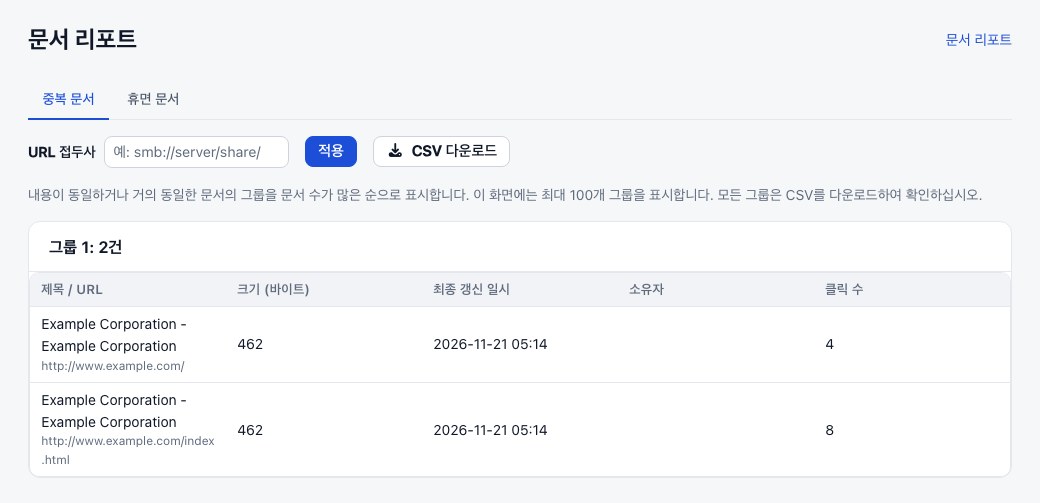 문서 리포트
문서 리포트
중복 문서
휴면 문서
URL 접두사
예: smb://server/share/
적용
CSV 다운로드
내용이 동일하거나 거의 동일한 문서의 그룹을 문서 수가 많은 순으로 표시합니다. 이 화면에는 최대 100개 그룹을 표시합니다. 모든 그룹은 CSV를 다운로드하여 확인하십시오.
그룹 1: 2건
제목 / URL 크기 (바이트) 최종 갱신 일시 소유자 클릭 수
Example Corporation -
Example Corporation
http://www.example.com/
462 2026-11-21 05:14 4
Example Corporation -
Example Corporation
http://www.example.com/index
.html
462 2026-11-21 05:14 8